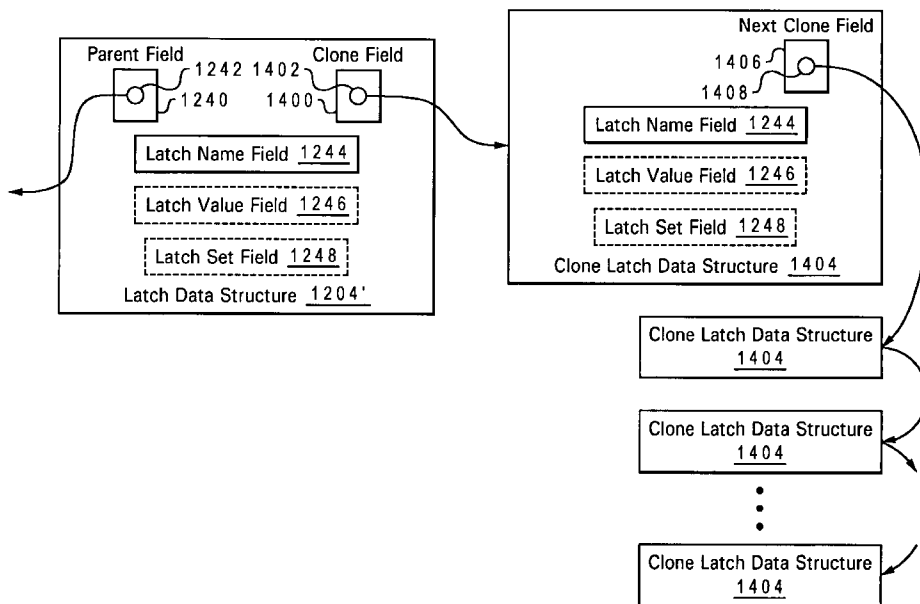 Parent Field
Clone Field
1242
1402
1240
1400
Latch Name Field 1244
Latch Value Field 1246
Latch Set Field 1248
Latch Data Structure 1204'
Next Clone Field
1406
1408
Latch Name Field 1244
Latch Value Field 1246
Latch Set Field 1248
Clone Latch Data Structure 1404
Clone Latch Data Structure
1404
Clone Latch Data Structure
1404
Clone Latch Data Structure
1404